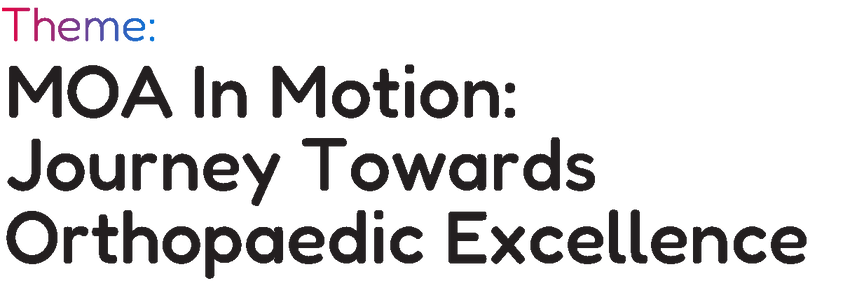 Theme:
MOA In Motion:
Journey Towards
Orthopaedic Excellence